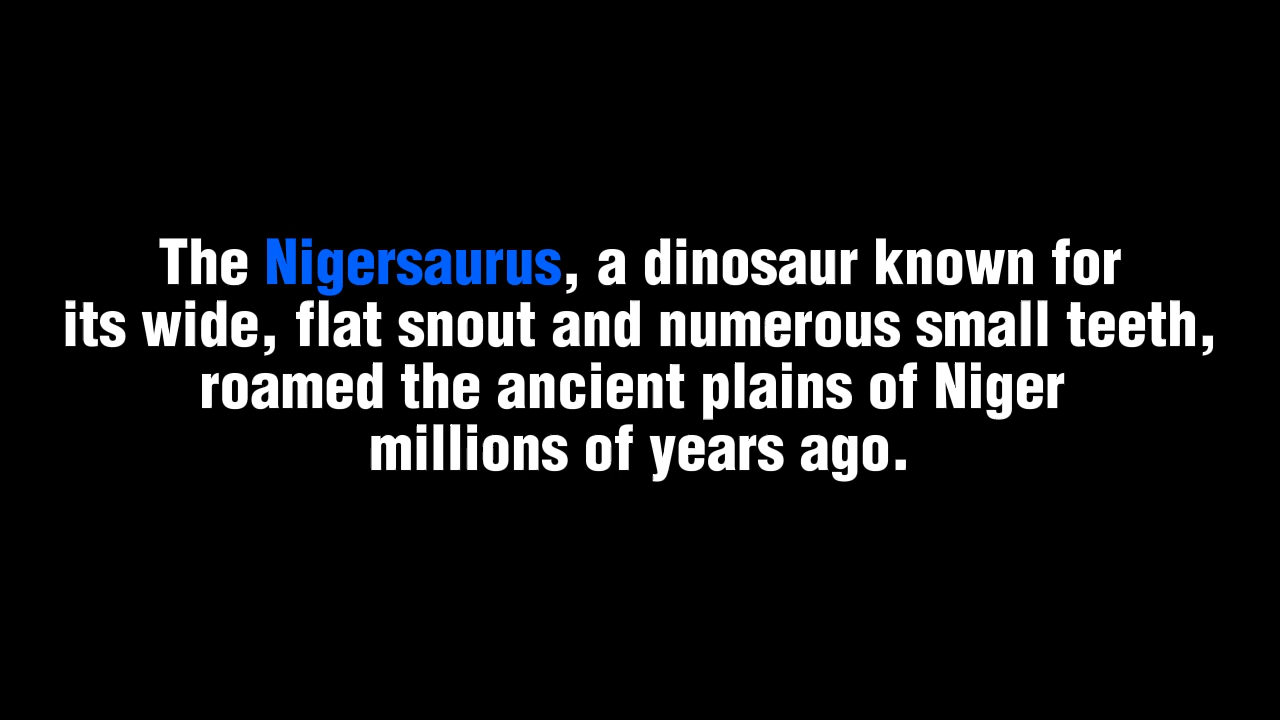 The Nigersaurus, a dinosaur known for
its wide, flat snout and numerous small teeth,
roamed the ancient plains of Niger
millions of years ago.